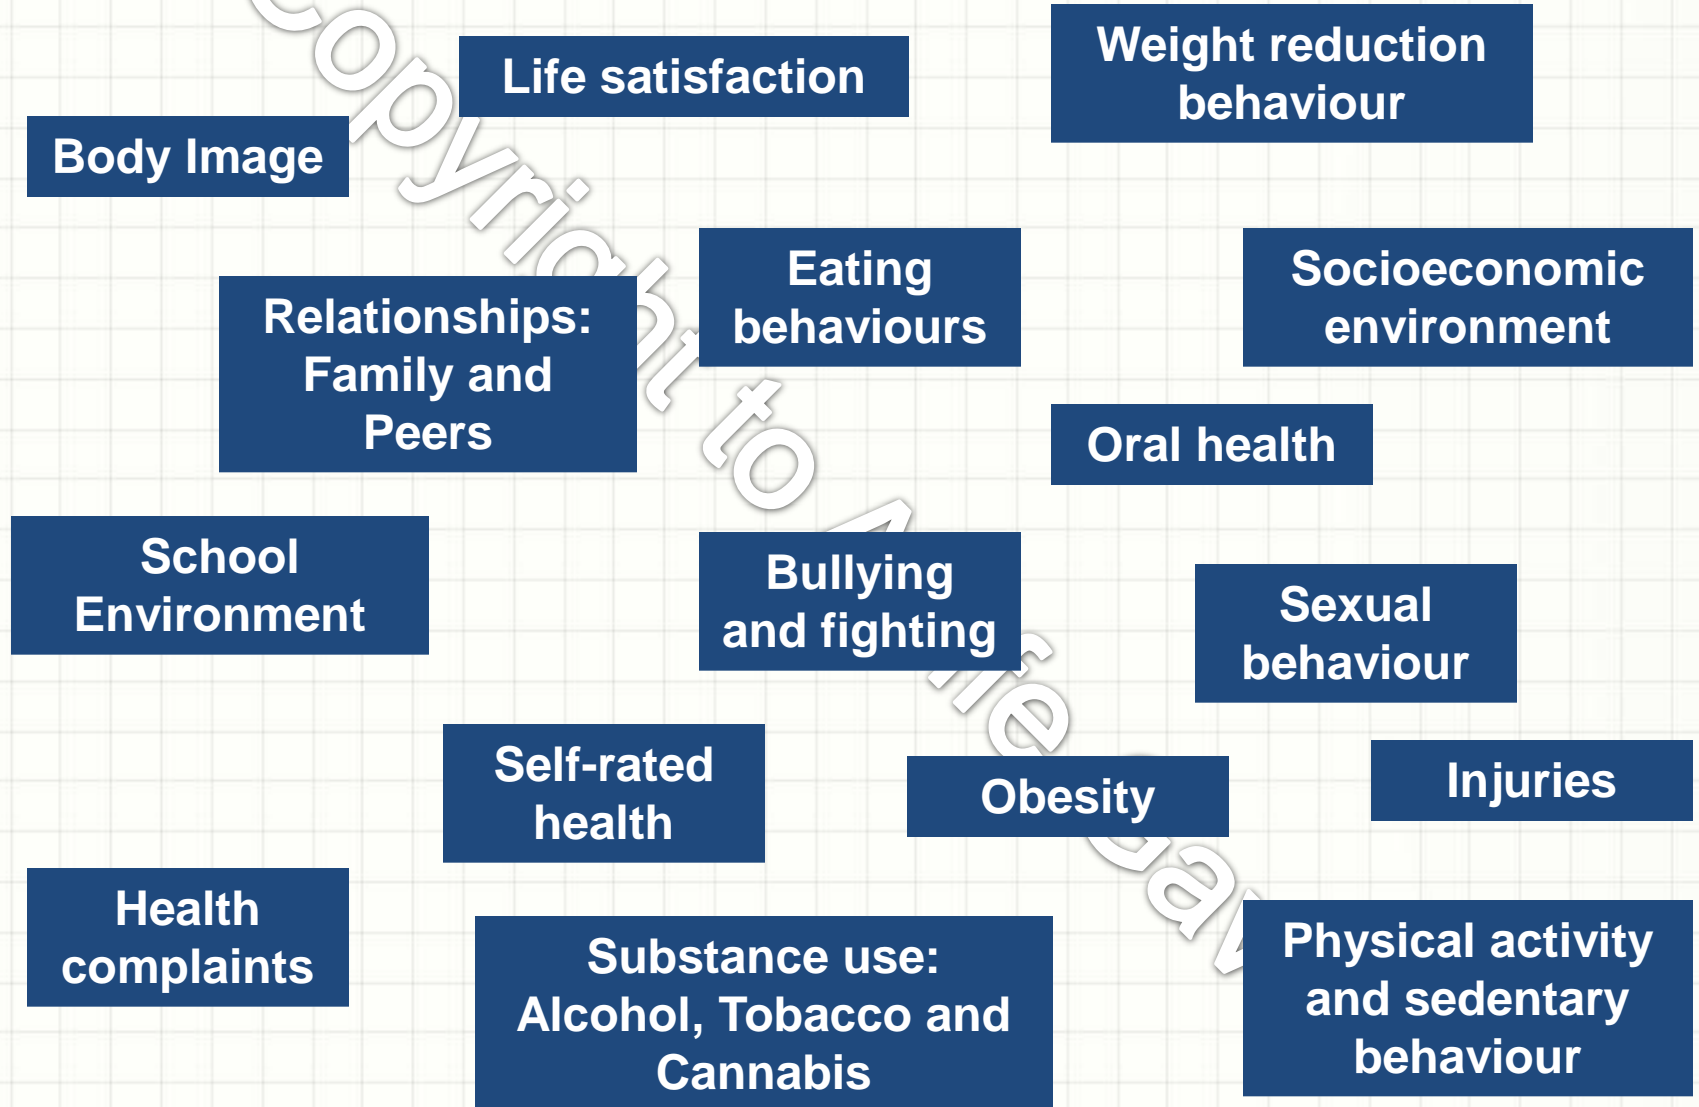 Copyright to A
Life satisfaction
Weight reduction
behaviour
Body Image
Eating
behaviours
Socioeconomic
environment
Relationships:
Family and
Peers
Oral health
School
Environment
Bullying
and fighting
Sexual
behaviour
Self-rated
health
Obesity
Injuries
Health
complaints
Substance use:
Alcohol, Tobacco and
Cannabis
Physical activity
and sedentary
behaviour